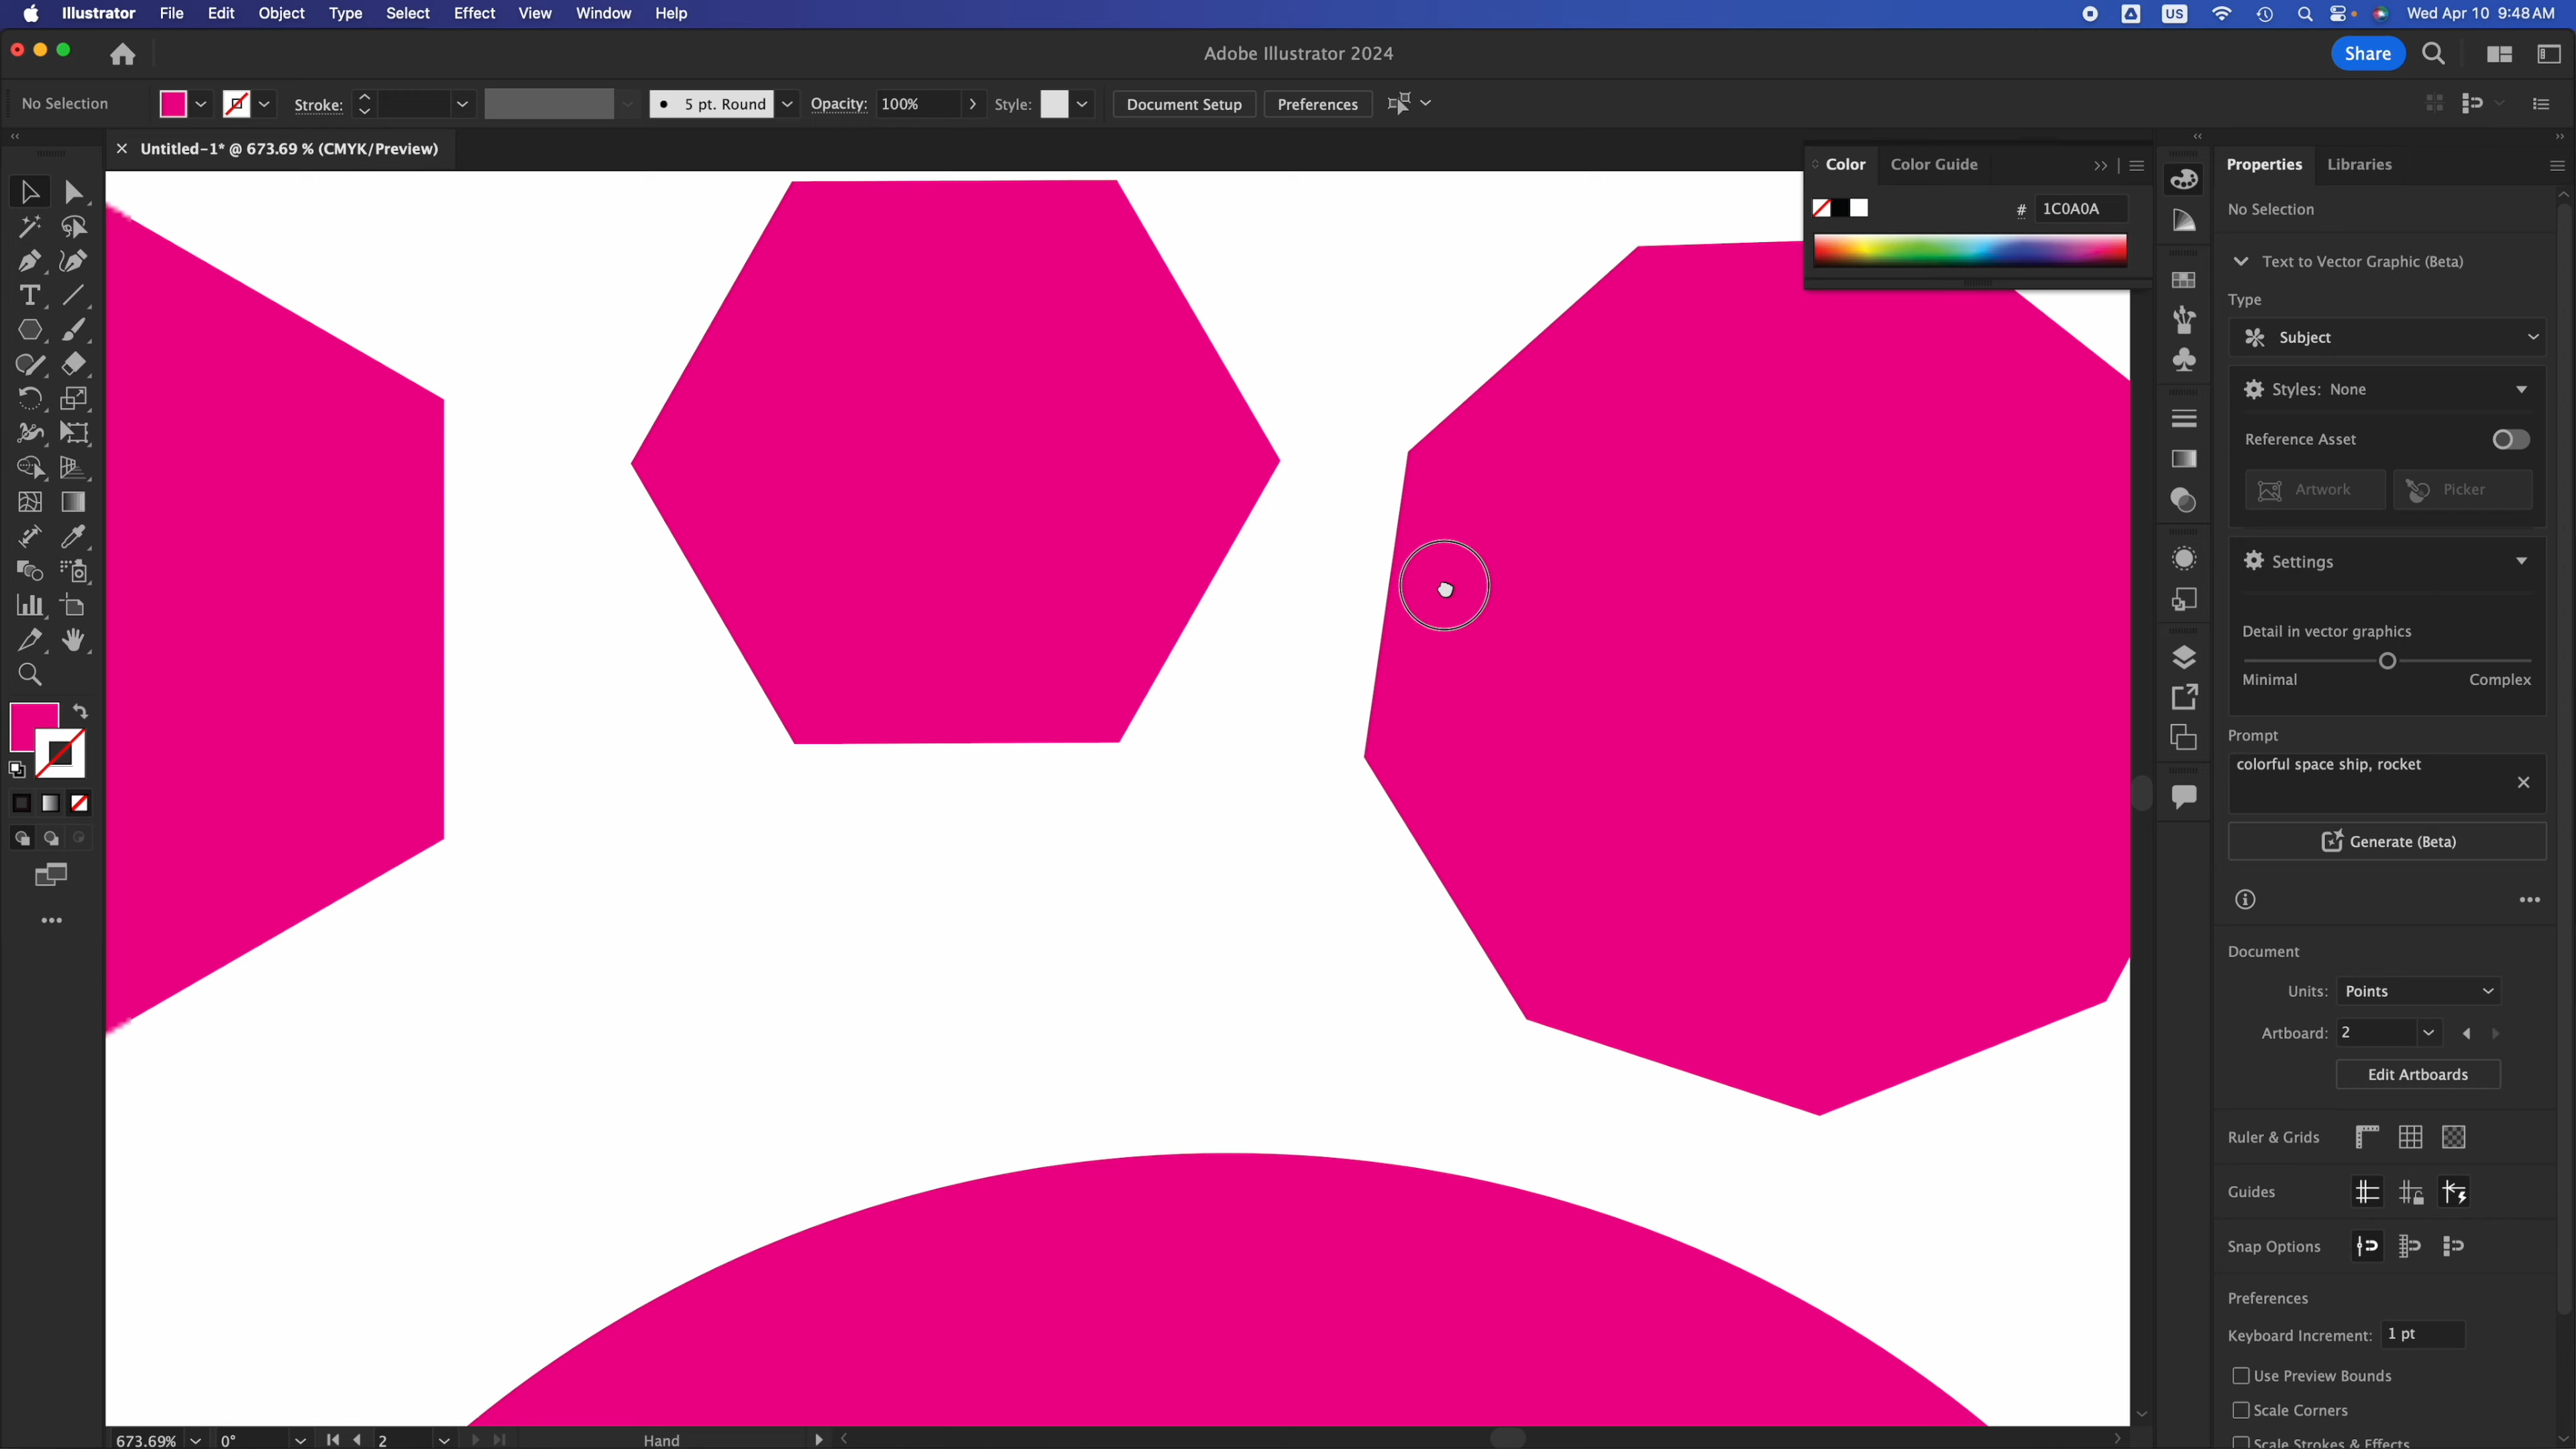 Illustrator File Edit Object Type Select Effect View Window Help US Wed Apr 10 9:48 AM
Adobe Illustrator 2024 Share
No Selection Stroke: 5 pt. Round Opacity: 100% Style: Document Setup Preferences
Untitled-1* @ 673.69 % (CMYK/Preview)
Color Color Guide
# 1C0A0A
Properties Libraries
No Selection
Text to Vector Graphic (Beta)
Type
Subject
Styles: None
Reference Asset
Artwork Picker
Settings
Detail in vector graphics
Minimal Complex
Prompt
colorful space ship, rocket
Generate (Beta)
Document
Units: Points
Artboard: 2
Edit Artboards
Ruler & Grids
Guides
Snap Options
Preferences
Keyboard Increment: 1 pt
Use Preview Bounds
Scale Corners
Scale Strokes & Effects
673.69% 0° 2 Hand